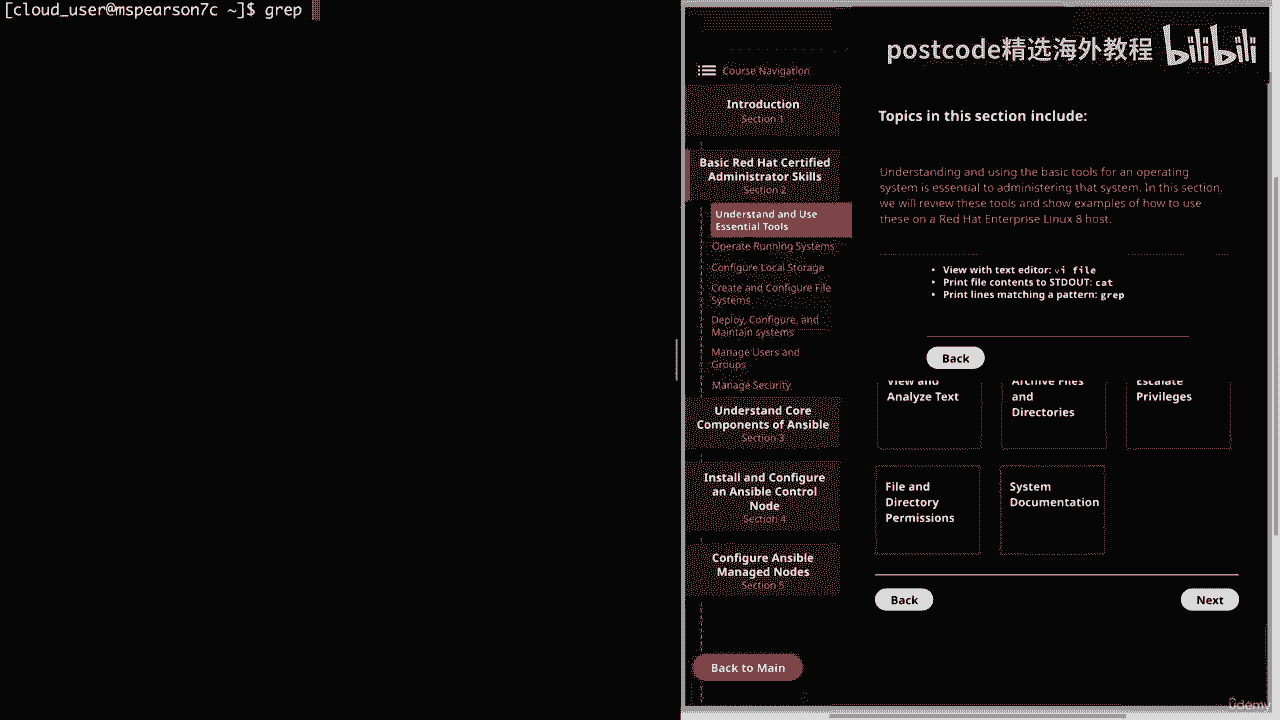 [cloud_user@mspearson7c ~]$ grep
postcode精选海外教程 bilibili
Course Navigation
Introduction
Section 1
Basic Red Hat Certified
Administrator Skills
Section 2
Understand and Use
Essential Tools
Operate Running Systems
Configure Local Storage
Create and Configure File
Systems
Deploy, Configure, and
Maintain systems
Manage Users and
Groups
Manage Security
Understand Core
Components of Ansible
Section 3
Install and Configure
an Ansible Control
Node
Section 4
Configure Ansible
Managed Nodes
Section 5
Back to Main
Topics in this section include:
Understanding and using the basic tools for an operating
system is essential to administering that system. In this section,
we will review these tools and show examples of how to use
these on a Red Hat Enterprise Linux 8 host.
• View with text editor: vi file
• Print file contents to STDOUT: cat
• Print lines matching a pattern: grep
Back
View and
Analyze Text
Archive Files
and
Directories
Escalate
Privileges
File and
Directory
Permissions
System
Documentation
Back
Next
ûdemy